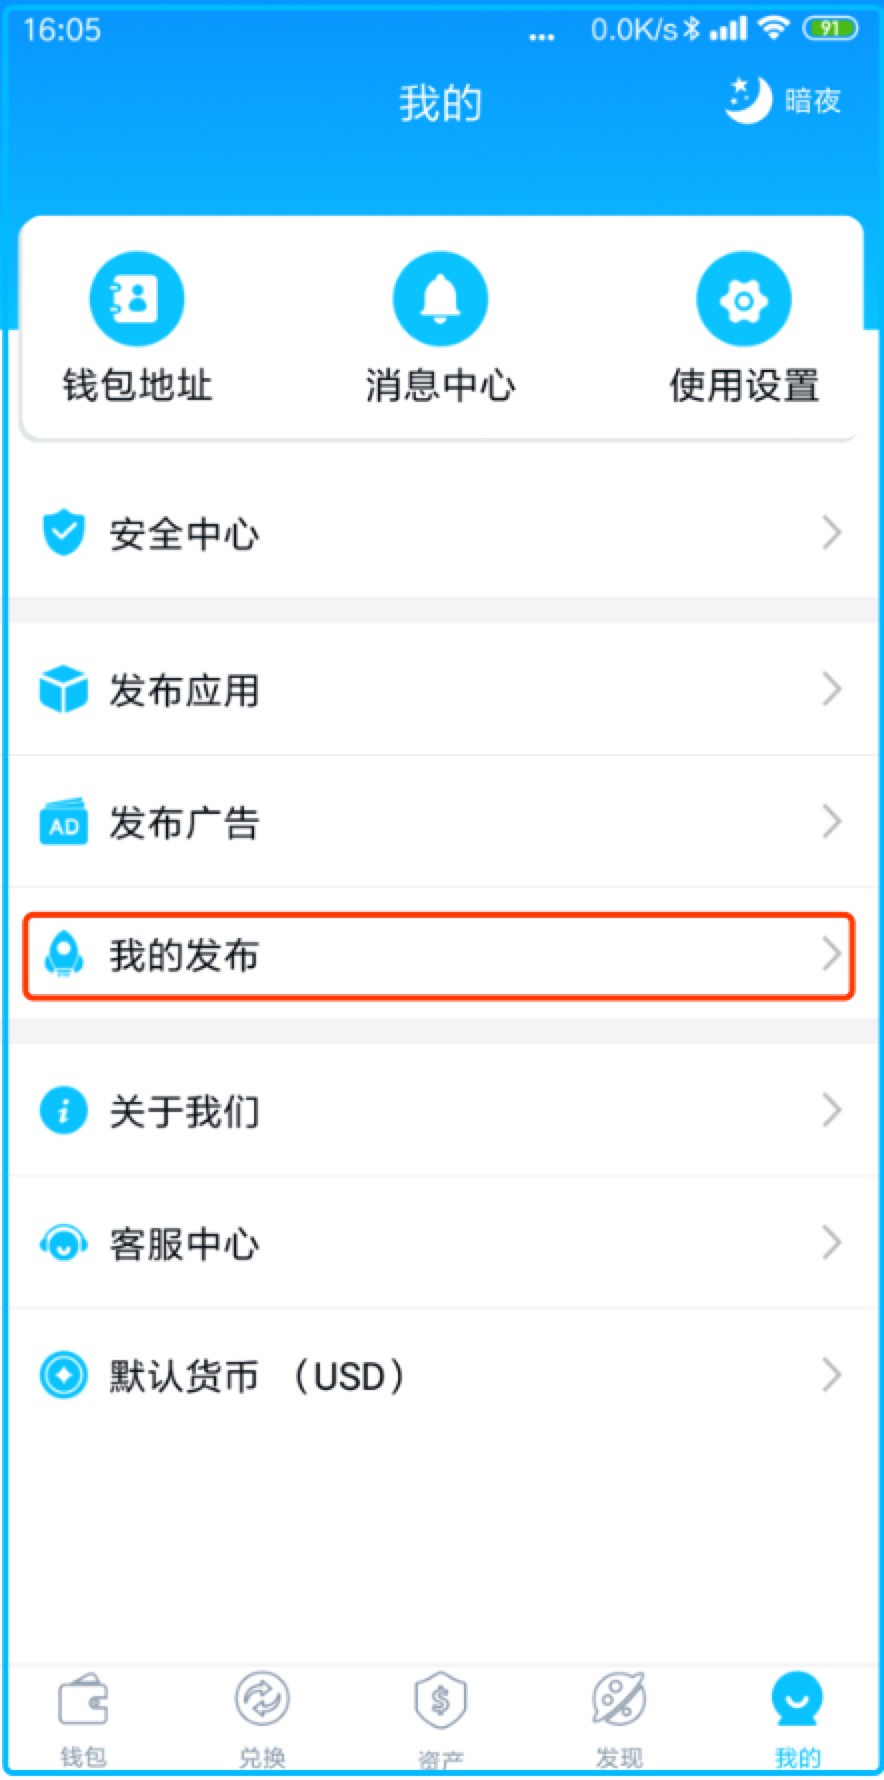 16:05 ... 0.0K/s 91
我的 暗夜
钱包地址 消息中心 使用设置
安全中心
发布应用
AD 发布广告
我的发布
关于我们
客服中心
默认货币 （USD）
钱包 兑换 资产 发现 我的